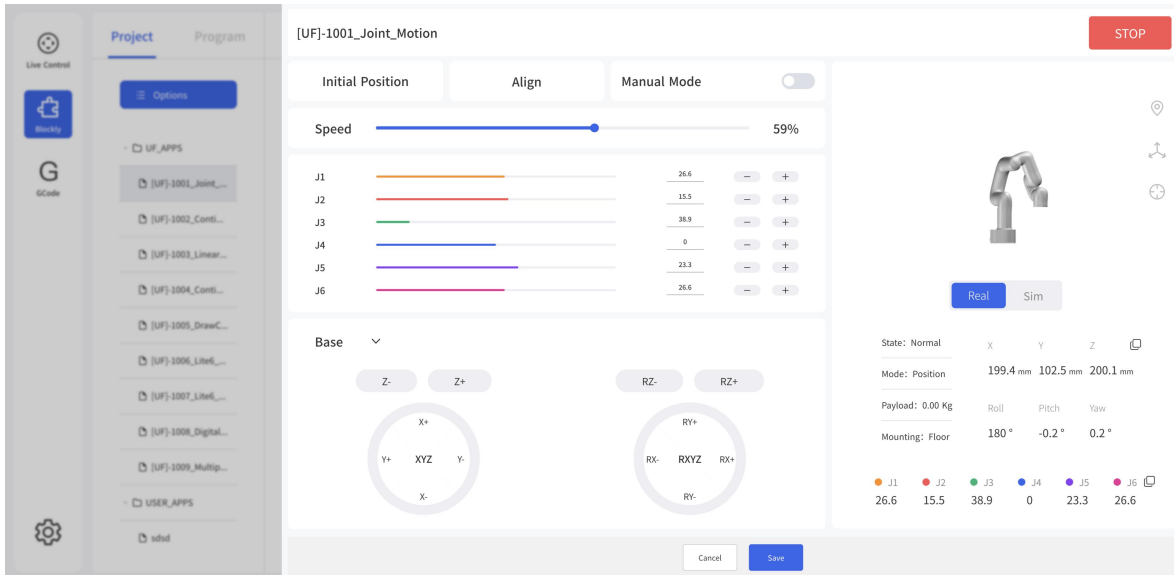 Live Control
Blockly
GCode
Project Program
Options
UF_APPS
[UF]-1001_Joint_...
[UF]-1002_Conti...
[UF]-1003_Linear...
[UF]-1004_Conti...
[UF]-1005_DrawC...
[UF]-1006_Lite6_...
[UF]-1007_Lite6_...
[UF]-1008_Digital...
[UF]-1009_Multip...
USER_APPS
sdsd
[UF]-1001_Joint_Motion
STOP
Initial Position Align Manual Mode
Speed 59%
J1 26.6 - +
J2 15.5 - +
J3 38.9 - +
J4 0 - +
J5 23.3 - +
J6 26.6 - +
Base
Z- Z+ RZ- RZ+
X+ RY+
Y+ XYZ Y- RX- RXYZ RX+
X- RY-
Real Sim
State: Normal X Y Z
Mode: Position 199.4 mm 102.5 mm 200.1 mm
Payload: 0.00 Kg Roll Pitch Yaw
Mounting: Floor 180 ° -0.2 ° 0.2 °
J1 J2 J3 J4 J5 J6
26.6 15.5 38.9 0 23.3 26.6
Cancel Save